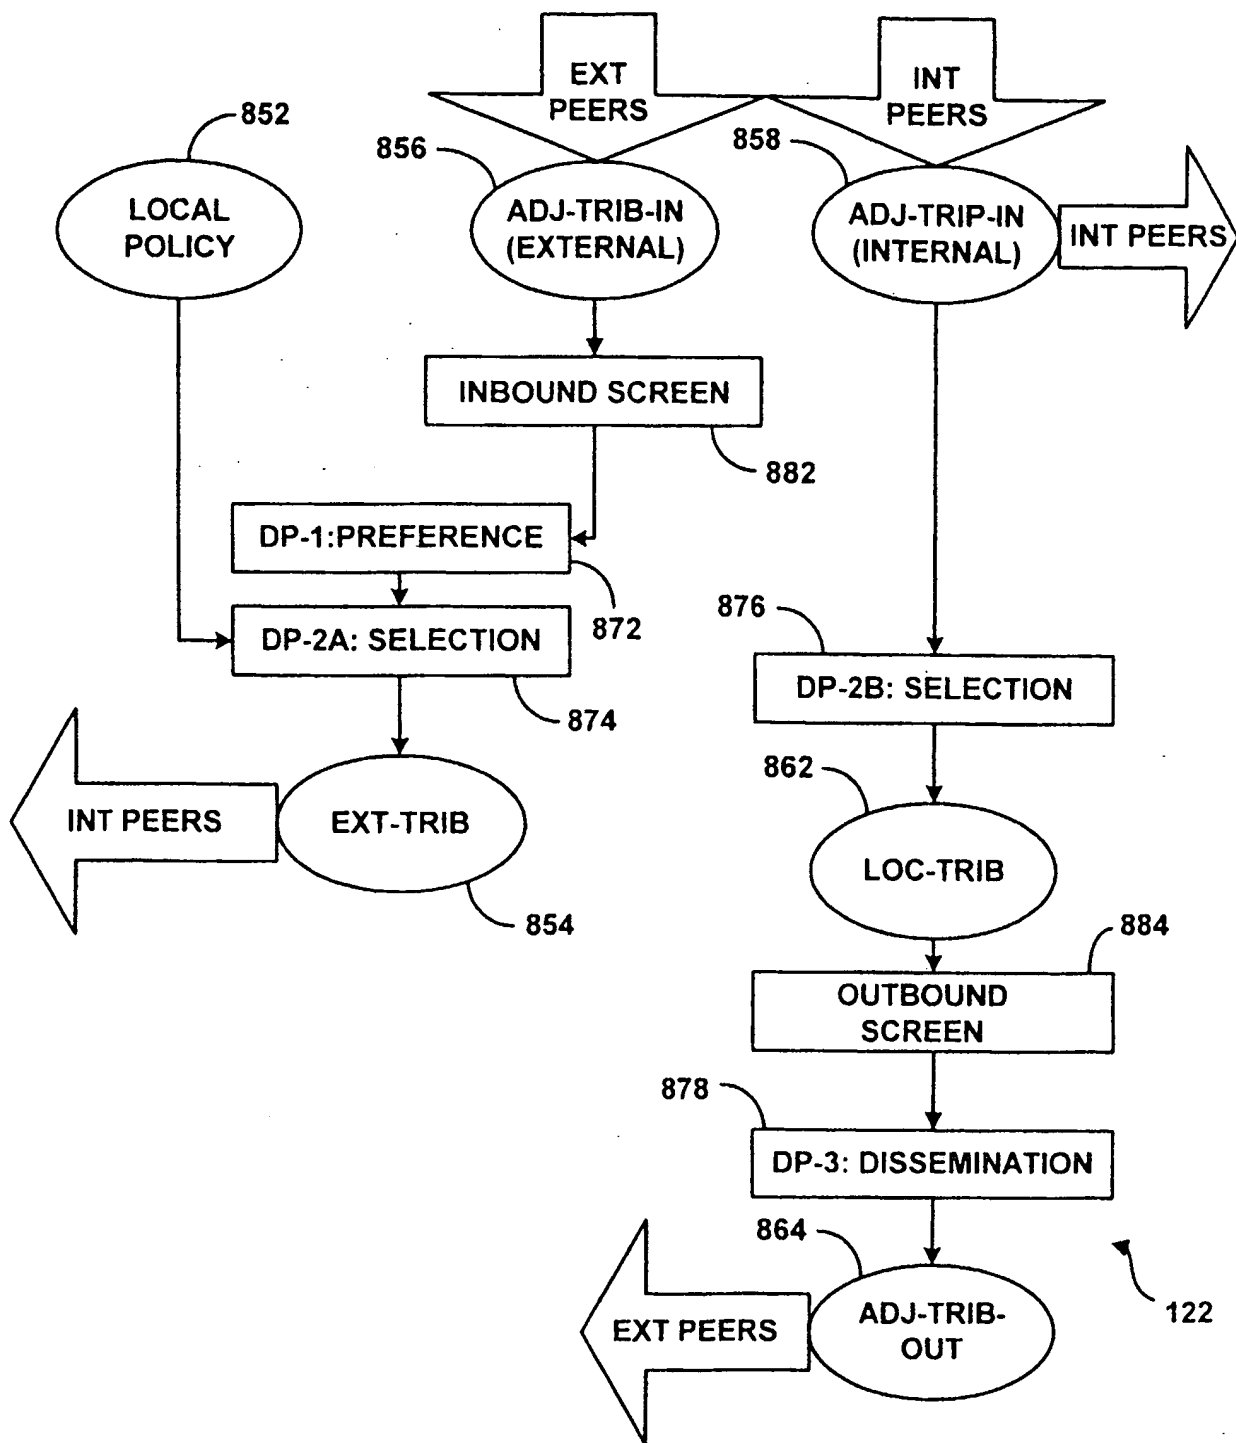 EXT
PEERS
INT
PEERS
852
856
858
LOCAL
POLICY
ADJ-TRIB-IN
(EXTERNAL)
ADJ-TRIP-IN
(INTERNAL)
INT PEERS
INBOUND SCREEN
882
DP-1:PREFERENCE
872
DP-2A: SELECTION
874
876
DP-2B: SELECTION
862
INT PEERS
EXT-TRIB
854
LOC-TRIB
884
OUTBOUND
SCREEN
878
DP-3: DISSEMINATION
864
EXT PEERS
ADJ-TRIB-
OUT
122